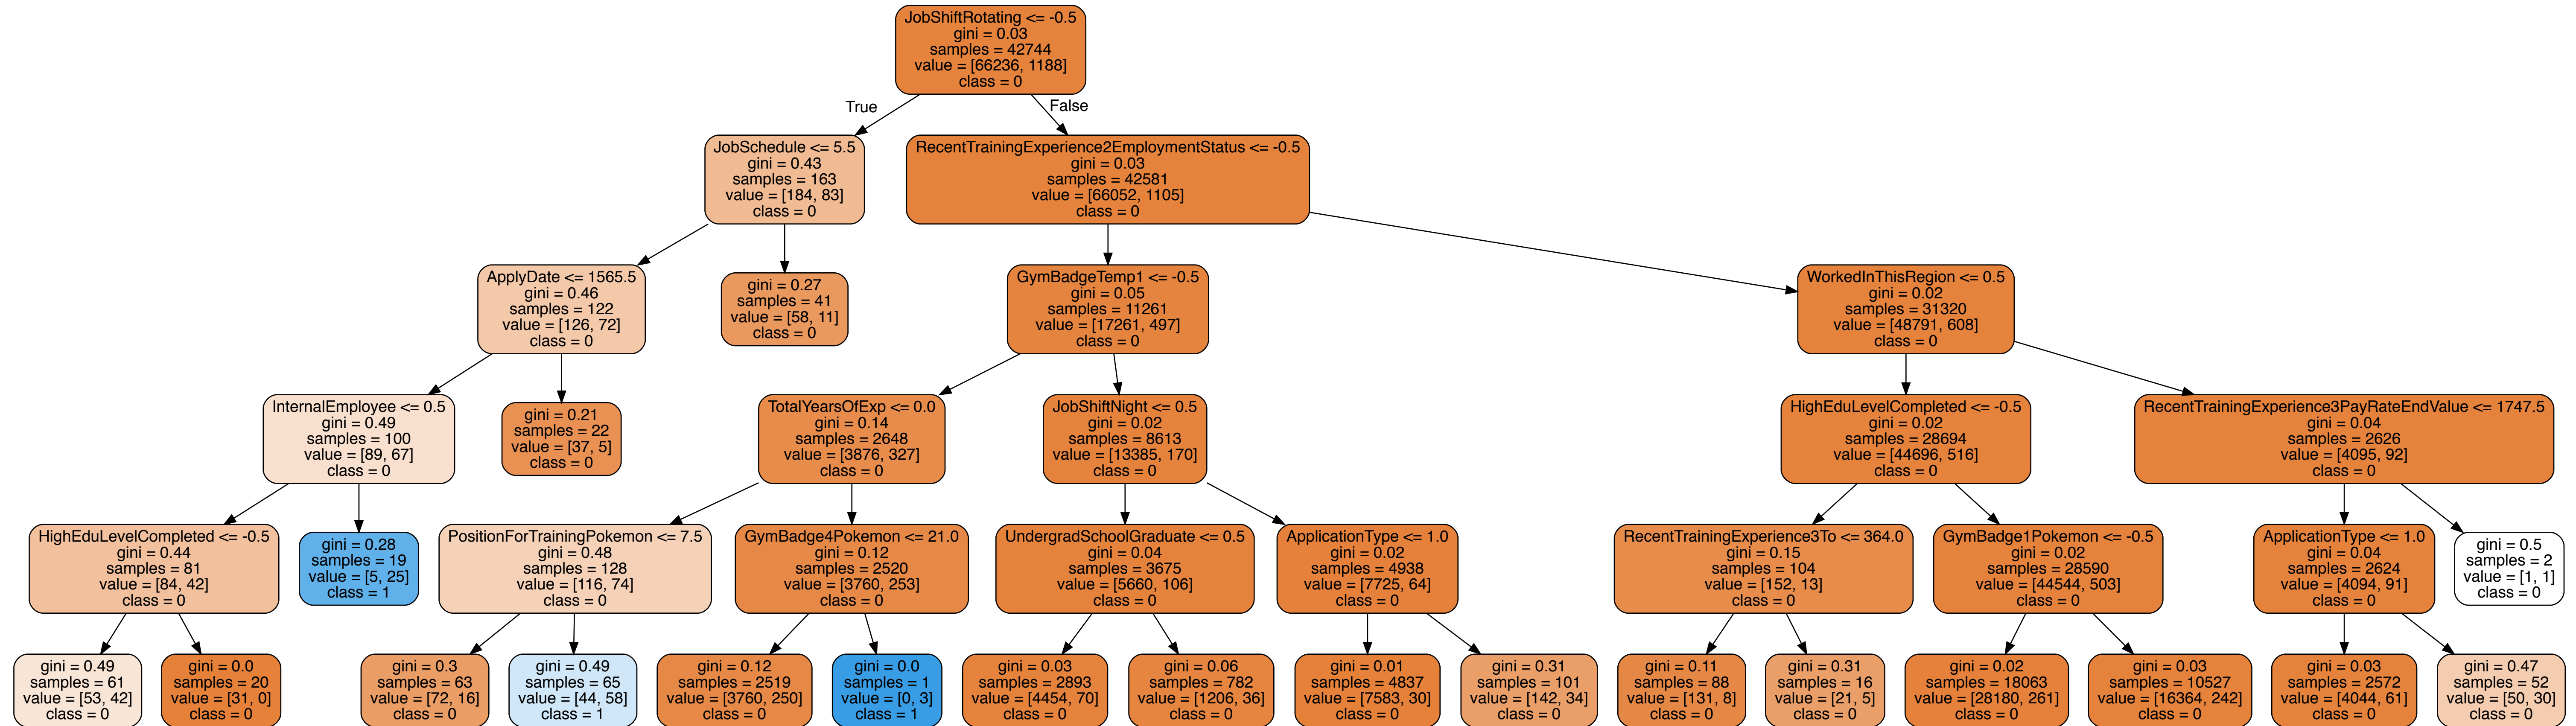 JobShiftRotating <= -0.5
gini = 0.03
samples = 42744
value = [66236, 1188]
class = 0
True
False
JobSchedule <= 5.5
gini = 0.43
samples = 163
value = [184, 83]
class = 0
RecentTrainingExperience2EmploymentStatus <= -0.5
gini = 0.03
samples = 42581
value = [66052, 1105]
class = 0
ApplyDate <= 1565.5
gini = 0.46
samples = 122
value = [126, 72]
class = 0
gini = 0.27
samples = 41
value = [58, 11]
class = 0
GymBadgeTemp1 <= -0.5
gini = 0.05
samples = 11261
value = [17261, 497]
class = 0
WorkedInThisRegion <= 0.5
gini = 0.02
samples = 31320
value = [48791, 608]
class = 0
InternalEmployee <= 0.5
gini = 0.49
samples = 100
value = [89, 67]
class = 0
gini = 0.21
samples = 22
value = [37, 5]
class = 0
TotalYearsOfExp <= 0.0
gini = 0.14
samples = 2648
value = [3876, 327]
class = 0
JobShiftNight <= 0.5
gini = 0.02
samples = 8613
value = [13385, 170]
class = 0
HighEduLevelCompleted <= -0.5
gini = 0.02
samples = 28694
value = [44696, 516]
class = 0
RecentTrainingExperience3PayRateEndValue <= 1747.5
gini = 0.04
samples = 2626
value = [4095, 92]
class = 0
HighEduLevelCompleted <= -0.5
gini = 0.44
samples = 81
value = [84, 42]
class = 0
gini = 0.28
samples = 19
value = [5, 25]
class = 1
PositionForTrainingPokemon <= 7.5
gini = 0.48
samples = 128
value = [116, 74]
class = 0
GymBadge4Pokemon <= 21.0
gini = 0.12
samples = 2520
value = [3760, 253]
class = 0
UndergradSchoolGraduate <= 0.5
gini = 0.04
samples = 3675
value = [5660, 106]
class = 0
ApplicationType <= 1.0
gini = 0.02
samples = 4938
value = [7725, 64]
class = 0
RecentTrainingExperience3To <= 364.0
gini = 0.15
samples = 104
value = [152, 13]
class = 0
GymBadge1Pokemon <= -0.5
gini = 0.02
samples = 28590
value = [44544, 503]
class = 0
ApplicationType <= 1.0
gini = 0.04
samples = 2624
value = [4094, 91]
class = 0
gini = 0.5
samples = 2
value = [1, 1]
class = 0
gini = 0.49
samples = 61
value = [53, 42]
class = 0
gini = 0.0
samples = 20
value = [31, 0]
class = 0
gini = 0.3
samples = 63
value = [72, 16]
class = 0
gini = 0.49
samples = 65
value = [44, 58]
class = 1
gini = 0.12
samples = 2519
value = [3760, 250]
class = 0
gini = 0.0
samples = 1
value = [0, 3]
class = 1
gini = 0.03
samples = 2893
value = [4454, 70]
class = 0
gini = 0.06
samples = 782
value = [1206, 36]
class = 0
gini = 0.01
samples = 4837
value = [7583, 30]
class = 0
gini = 0.31
samples = 101
value = [142, 34]
class = 0
gini = 0.11
samples = 88
value = [131, 8]
class = 0
gini = 0.31
samples = 16
value = [21, 5]
class = 0
gini = 0.02
samples = 18063
value = [28180, 261]
class = 0
gini = 0.03
samples = 10527
value = [16364, 242]
class = 0
gini = 0.03
samples = 2572
value = [4044, 61]
class = 0
gini = 0.47
samples = 52
value = [50, 30]
class = 0